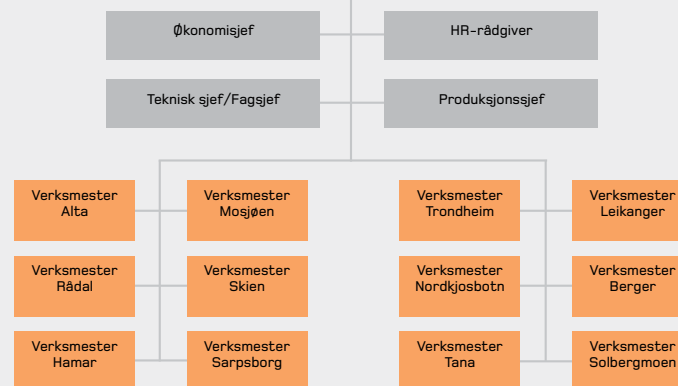 Økonomisjef
HR-rådgiver
Teknisk sjef/Fagsjef
Produksjonssjef
Verksmester
Alta
Verksmester
Mosjøen
Verksmester
Trondheim
Verksmester
Leikanger
Verksmester
Rådal
Verksmester
Skien
Verksmester
Nordkjosbotn
Verksmester
Berger
Verksmester
Hamar
Verksmester
Sarpsborg
Verksmester
Tana
Verksmester
Solbergmoen